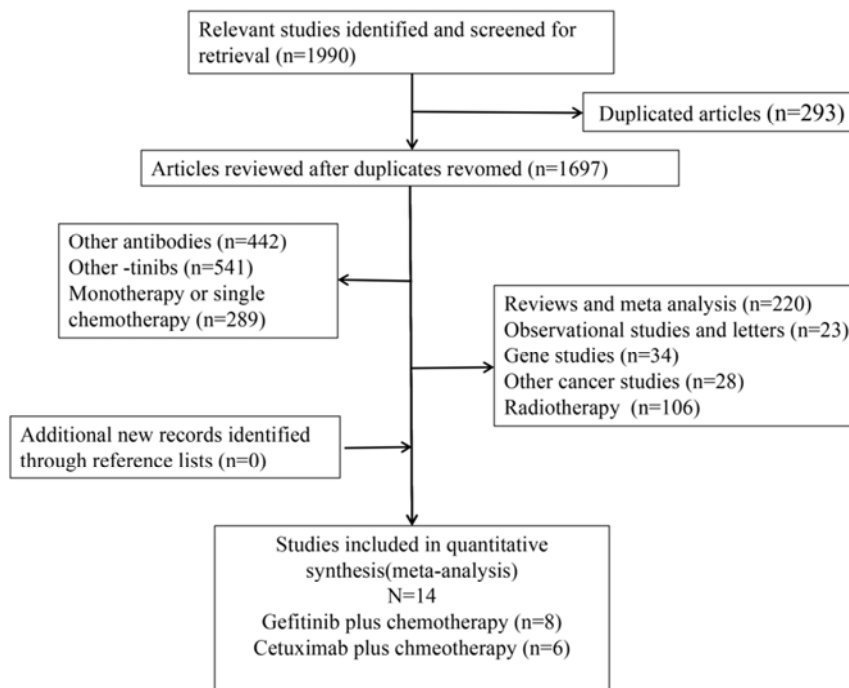 Relevant studies identified and screened for
retrieval (n=1990)
Duplicated articles (n=293)
Articles reviewed after duplicates revomed (n=1697)
Other antibodies (n=442)
Other -tinibs (n=541)
Monotherapy or single
chemotherapy (n=289)
Reviews and meta analysis (n=220)
Observational studies and letters (n=23)
Gene studies (n=34)
Other cancer studies (n=28)
Radiotherapy (n=106)
Additional new records identified
through reference lists (n=0)
Studies included in quantitative
synthesis(meta-analysis)
N=14
Gefitinib plus chemotherapy (n=8)
Cetuximab plus chmeotherapy (n=6)